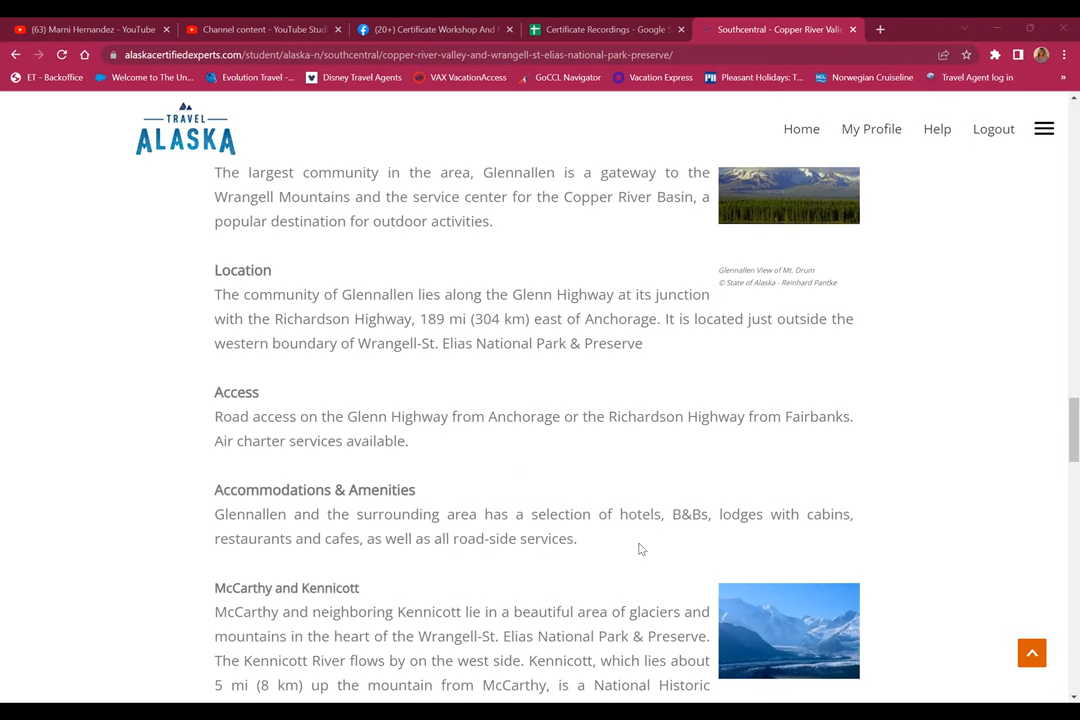 (63) Marni Hernandez - YouTube
Channel content - YouTube Studi
(20+) Certificate Workshop And
Certificate Recordings - Google S
Southcentral - Copper River Valle
alaskacertifiedexperts.com/student/alaska-n/southcentral/copper-river-valley-and-wrangell-st-elias-national-park-preserve/
ET - Backoffice
Welcome to The Un...
Evolution Travel -...
Disney Travel Agents
VAX VacationAccess
GoCCL Navigator
Vacation Express
Pleasant Holidays: T...
Norwegian Cruiseline
Travel Agent log in
»
TRAVEL
ALASKA
Home
My Profile
Help
Logout
The largest community in the area, Glennallen is a gateway to the
Wrangell Mountains and the service center for the Copper River Basin, a
popular destination for outdoor activities.
Glennallen View of Mt. Drum
© State of Alaska - Reinhard Pantke
Location
The community of Glennallen lies along the Glenn Highway at its junction
with the Richardson Highway, 189 mi (304 km) east of Anchorage. It is located just outside the
western boundary of Wrangell-St. Elias National Park & Preserve
Access
Road access on the Glenn Highway from Anchorage or the Richardson Highway from Fairbanks.
Air charter services available.
Accommodations & Amenities
Glennallen and the surrounding area has a selection of hotels, B&Bs, lodges with cabins,
restaurants and cafes, as well as all road-side services.
McCarthy and Kennicott
McCarthy and neighboring Kennicott lie in a beautiful area of glaciers and
mountains in the heart of the Wrangell-St. Elias National Park & Preserve.
The Kennicott River flows by on the west side. Kennicott, which lies about
5 mi (8 km) up the mountain from McCarthy, is a National Historic